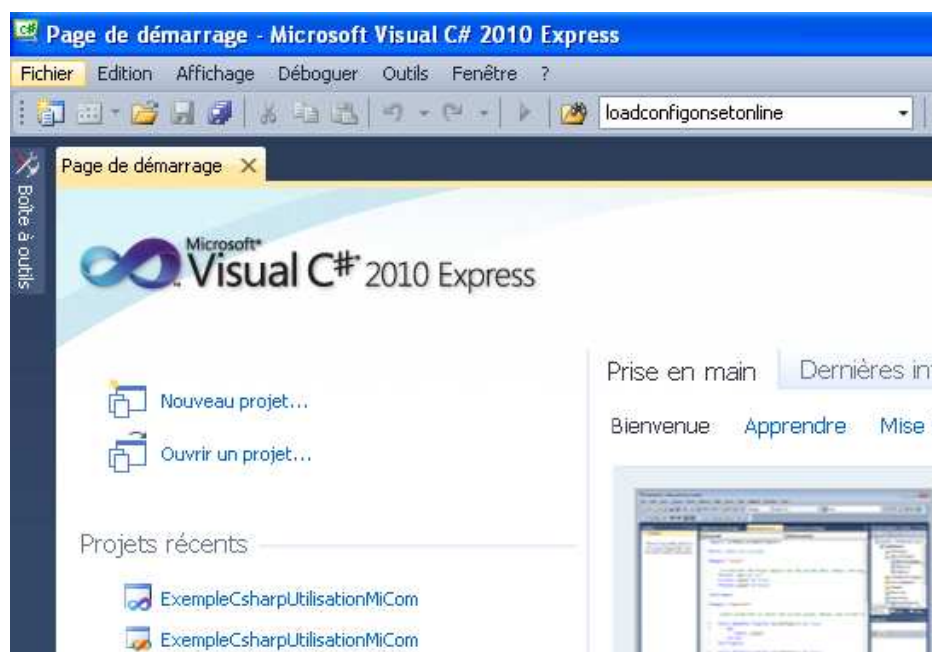 Page de démarrage - Microsoft Visual C# 2010 Express
Fichier Edition Affichage Déboguer Outils Fenêtre ?
loadconfigonsetonline
Boîte à outils
Page de démarrage
Microsoft
Visual C# 2010 Express
Prise en main Dernières in
Nouveau projet...
Bienvenue Apprendre Mise
Ouvrir un projet...
Projets récents
ExempleCsharpUtilisationMiCom
ExempleCsharpUtilisationMiCom